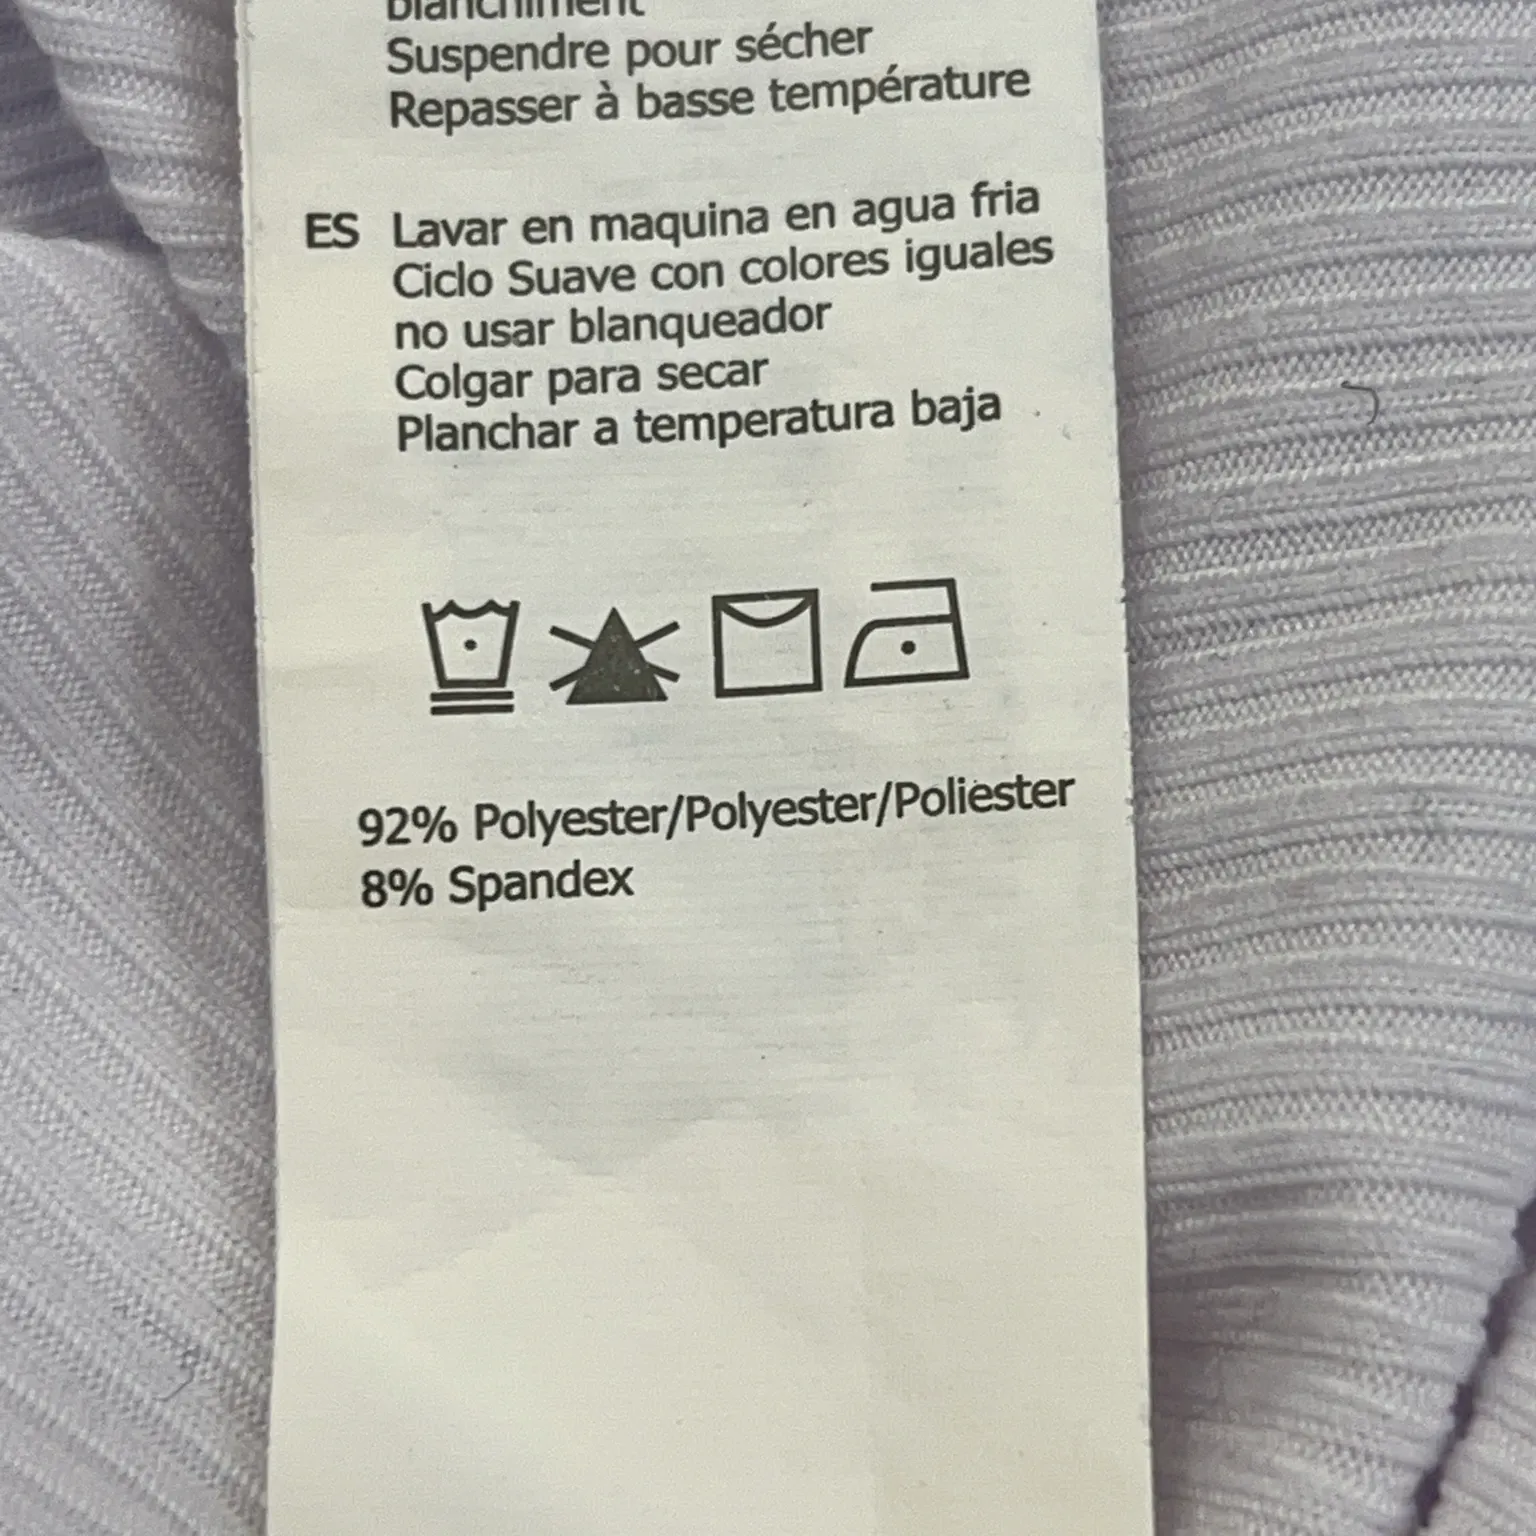 blanchiment
Suspendre pour sécher
Repasser à basse température
ES Lavar en maquina en agua fria
Ciclo Suave con colores iguales
no usar blanqueador
Colgar para secar
Planchar a temperatura baja
92% Polyester/Polyester/Poliester
8% Spandex